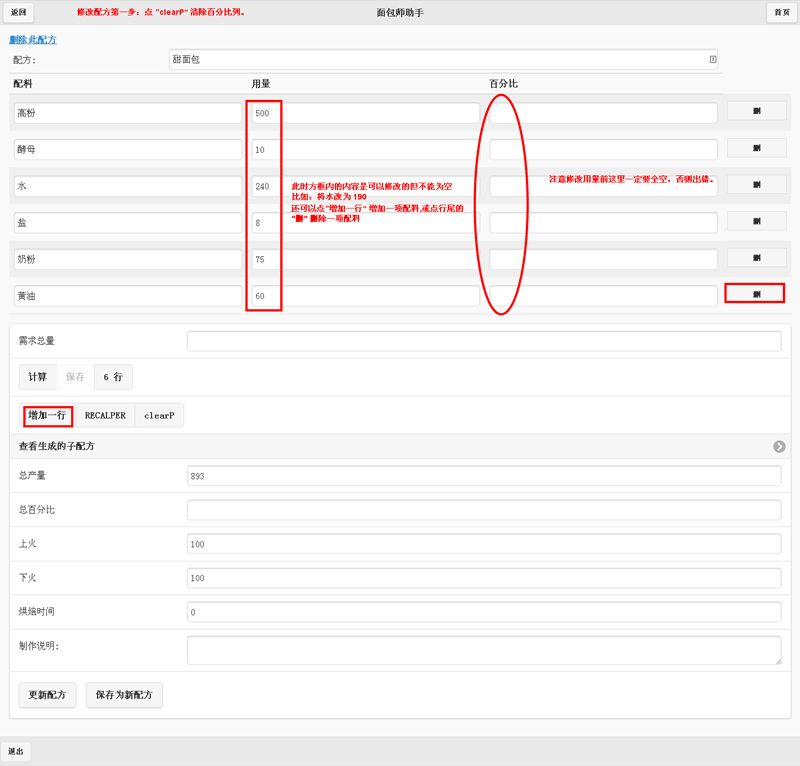 返回
修改配方第一步：点 "clearP" 清除百分比列。
面包师助手
首页
删除此配方
配方:
甜面包
配料 用量 百分比
高粉 500 删
酵母 10 删
水 240 删
此时方框内的内容是可以修改的但不能为空
比如：将水改为 190
还可以点"增加一行" 增加一项配料,或点行尾的
"删" 删除一项配料
注意修改用量前这里一定要全空，否则出错。
盐 8 删
奶粉 75 删
黄油 60 删
需求总量
计算 保存 6 行
增加一行 RECALPER clearP
查看生成的子配方
总产量 893
总百分比
上火 100
下火 100
烘焙时间 0
制作说明:
更新配方 保存为新配方
退出